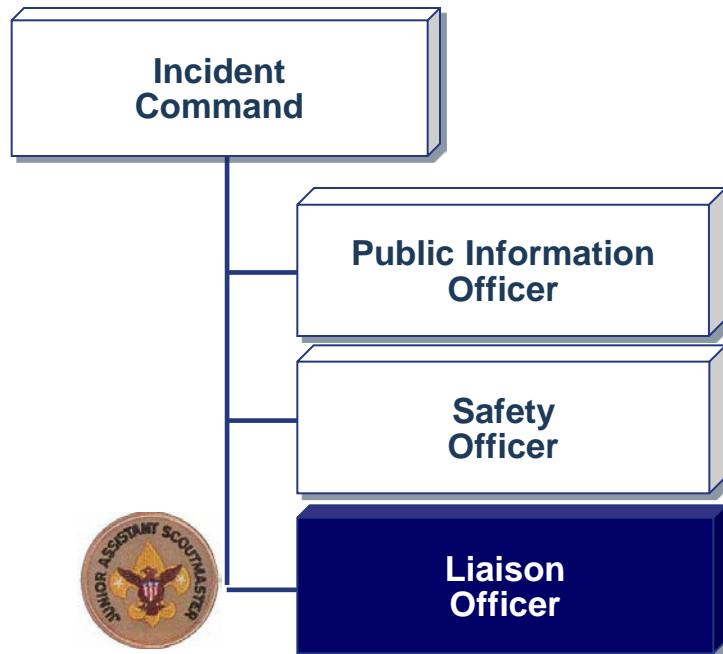 Incident
Command
Public Information
Officer
Safety
Officer
JUNIOR ASSISTANT SCOUTMASTER
Liaison
Officer